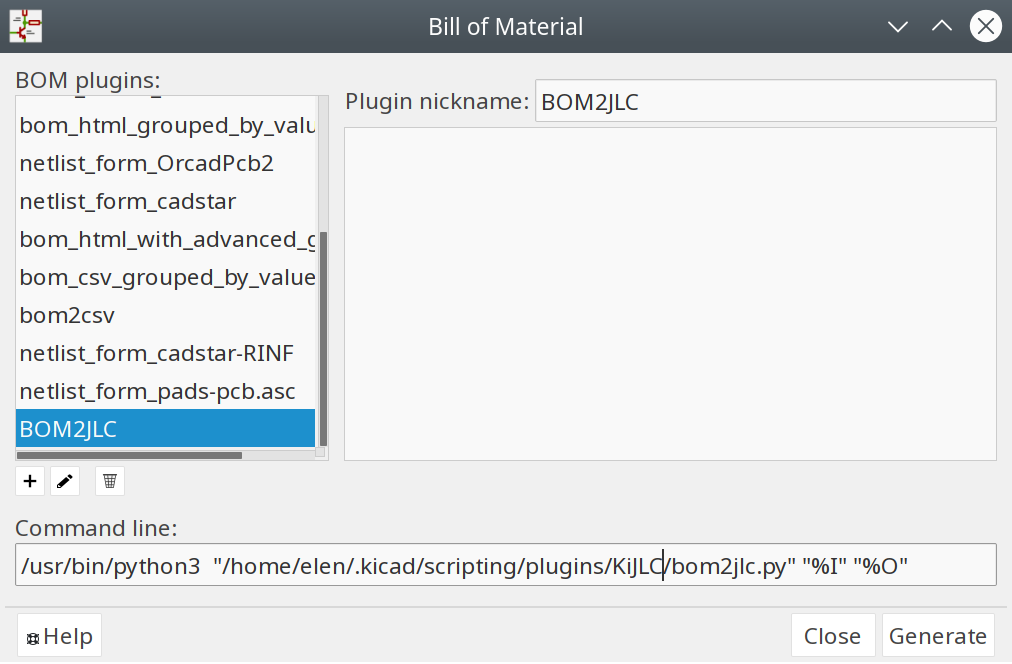 Bill of Material
BOM plugins:
Plugin nickname: BOM2JLC
bom_html_grouped_by_valu
netlist_form_OrcadPcb2
netlist_form_cadstar
bom_html_with_advanced_g
bom_csv_grouped_by_value
bom2csv
netlist_form_cadstar-RINF
netlist_form_pads-pcb.asc
BOM2JLC
Command line:
/usr/bin/python3  "/home/elen/.kicad/scripting/plugins/KiJLC/bom2jlc.py" "%I" "%O"
Help
Close
Generate